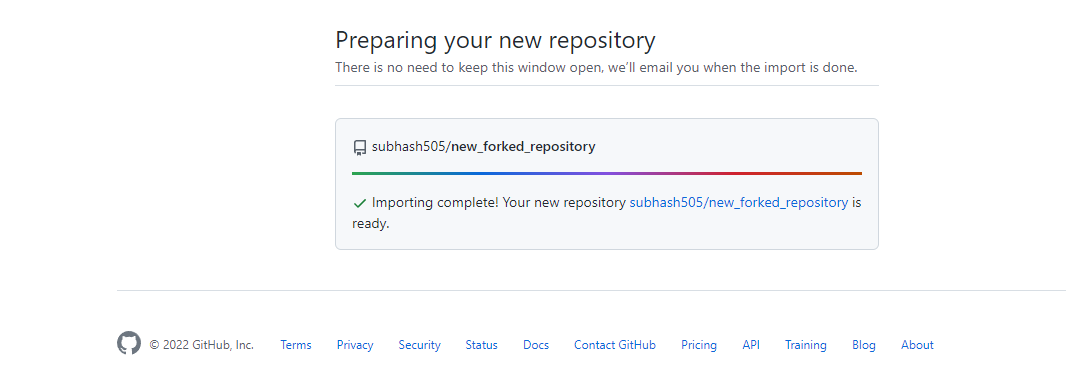 Preparing your new repository
There is no need to keep this window open, we'll email you when the import is done.
subhash505/new_forked_repository
Importing complete! Your new repository subhash505/new_forked_repository is
ready.
© 2022 GitHub, Inc. Terms Privacy Security Status Docs Contact GitHub Pricing API Training Blog About